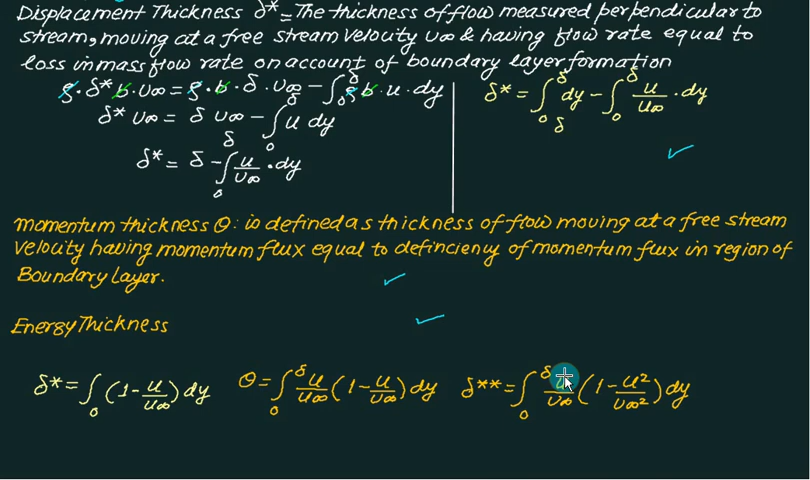 Displacement Thickness δ* = The thickness of flow measured perpendicular to
stream, moving at a free stream velocity U∞ & having flow rate equal to
loss in mass flow rate on account of boundary layer formation
ρ · δ* b · U∞ = ρ · b · δ · U∞ − ∫₀^δ ρ b · u · dy
δ* U∞ = δ U∞ − ∫₀^δ u dy
δ* = δ − ∫₀^δ u/U∞ · dy
δ* = ∫₀^δ dy − ∫₀^δ u/U∞ · dy
momentum thickness θ: is defined as thickness of flow moving at a free stream
velocity having momentum flux equal to definciency of momentum flux in region of
Boundary Layer.
Energy Thickness
δ* = ∫₀ (1 − u/U∞) dy θ = ∫₀^δ u/U∞ (1 − u/U∞) dy δ** = ∫₀^δ u/U∞ (1 − u²/U∞²) dy